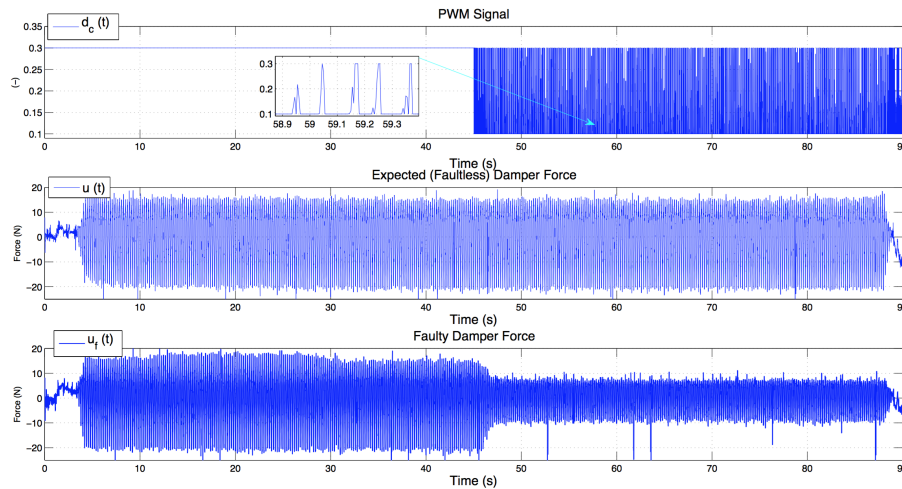 PWM Signal
d_c (t)
0.35
0.3
0.25
0.2
0.15
0.1
(-)
0.3
0.2
0.1
58.9 59 59.1 59.2 59.3
0 10 20 30 40 50 60 70 80 90
Time (s)
Expected (Faultless) Damper Force
u (t)
20
10
0
−10
−20
Force (N)
0 10 20 30 40 50 60 70 80 90
Time (s)
Faulty Damper Force
u_f (t)
20
10
0
−10
−20
Force (N)
0 10 20 30 40 50 60 70 80 90
Time (s)